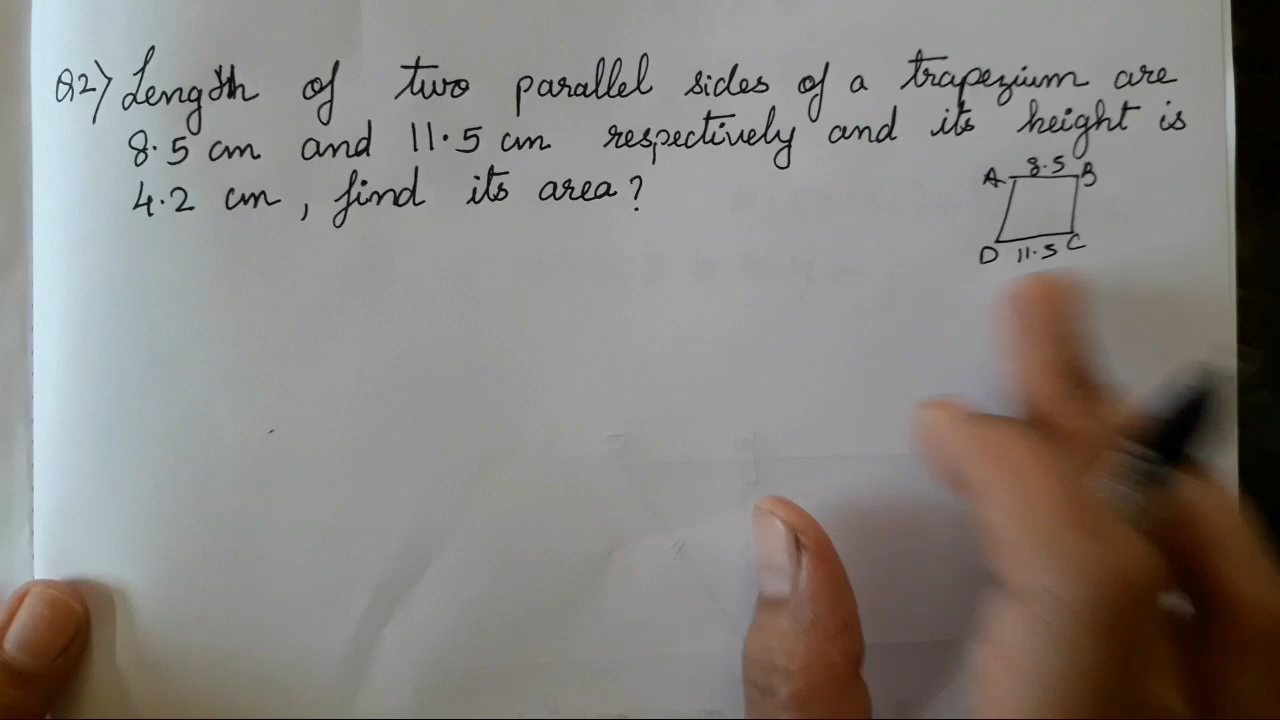 Q2) Length of two parallel sides of a trapezium are
8.5 cm and 11.5 cm respectively and its height is
4.2 cm, find its area?
A 8.5 B
D 11.5 C